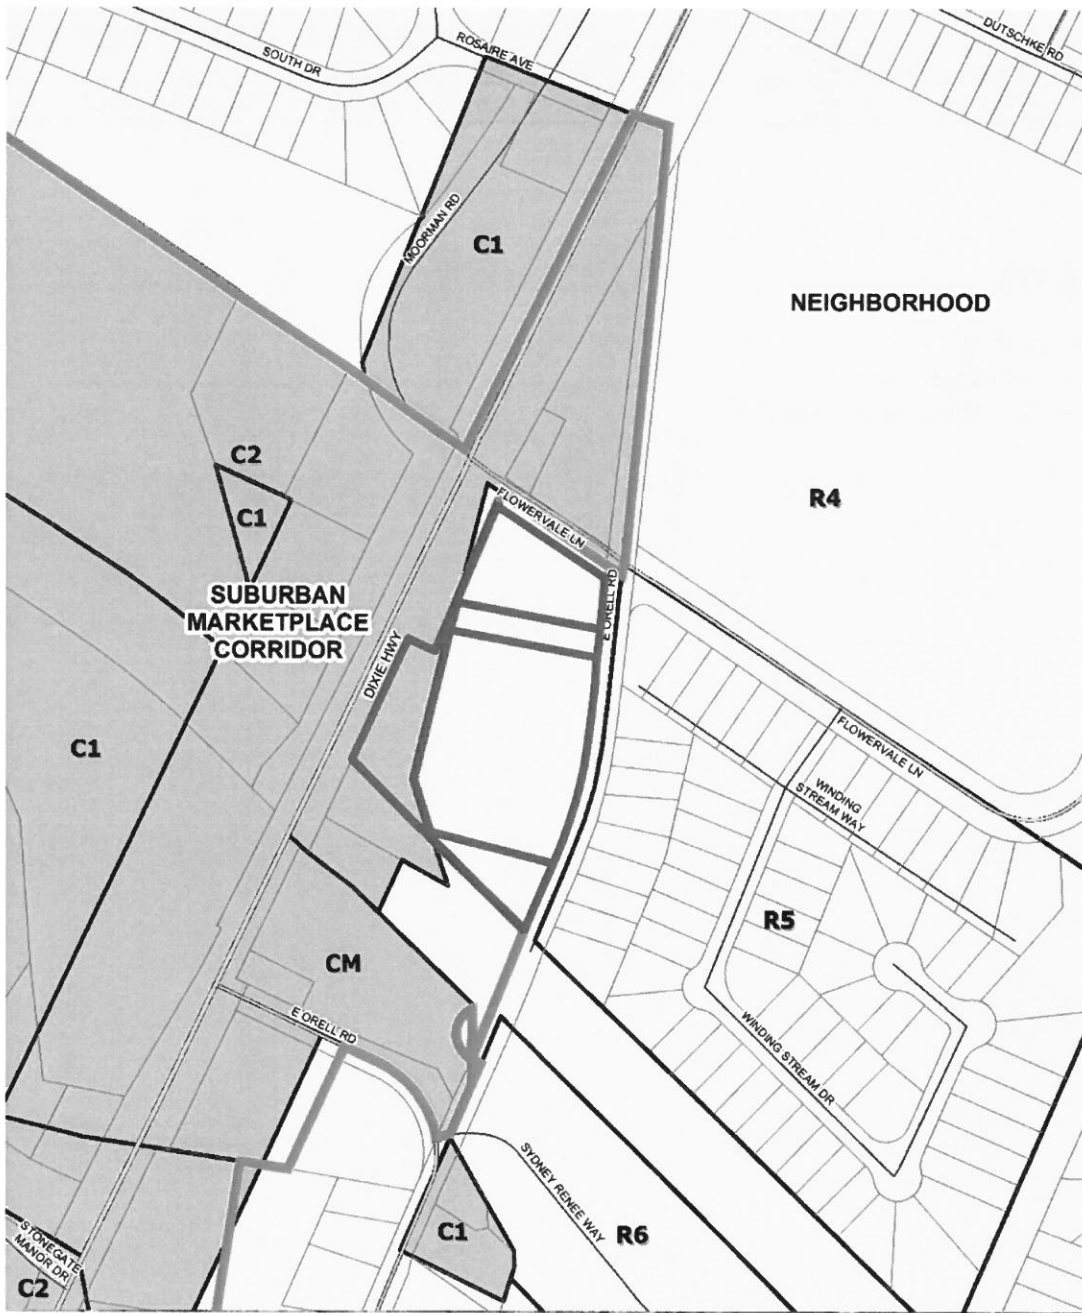 DUTSCHKE RD
ROSAIRE AVE
SOUTH DR
MOORMAN RD
C1
NEIGHBORHOOD
C2
C1
R4
FLOWERVALE LN
SUBURBAN
MARKETPLACE
CORRIDOR
E ORELL RD
DIXIE HWY
C1
FLOWERVALE LN
WINDING
STREAM WAY
R5
CM
E ORELL RD
WINDING STREAM DR
SYDNEY RENEE WAY
C1
R6
STONEGATE
MANOR DR
C2